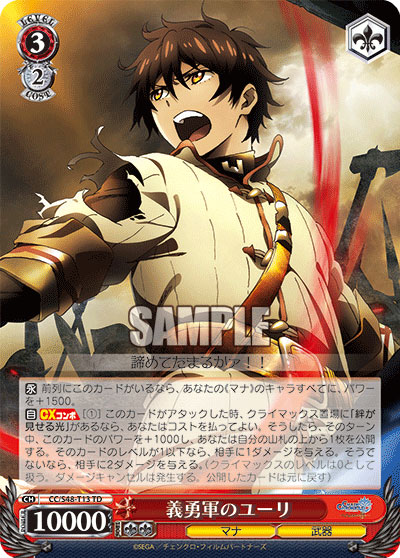 LEVEL
3
2
COST
SAMPLE
諦めてたまるかァ！！
永 前列にこのカードがいるなら、あなたの《マナ》のキャラすべてに、パワーを＋1500。
自 CXコンボ ［①］ このカードがアタックした時、クライマックス置場に「絆が見せる光」があるなら、あなたはコストを払ってよい。そうしたら、そのターン中、このカードのパワーを＋1000し、あなたは自分の山札の上から1枚を公開する。そのカードのレベルが1以下なら、相手に1ダメージを与える。そうでないなら、相手に2ダメージを与える。（クライマックスのレベルは0として扱う。ダメージキャンセルは発生する。公開したカードは元に戻す）
CH
CC/S48-T13 TD
10000
義勇軍のユーリ
マナ
武器
©SEGA／チェンクロ・フィルムパートナーズ